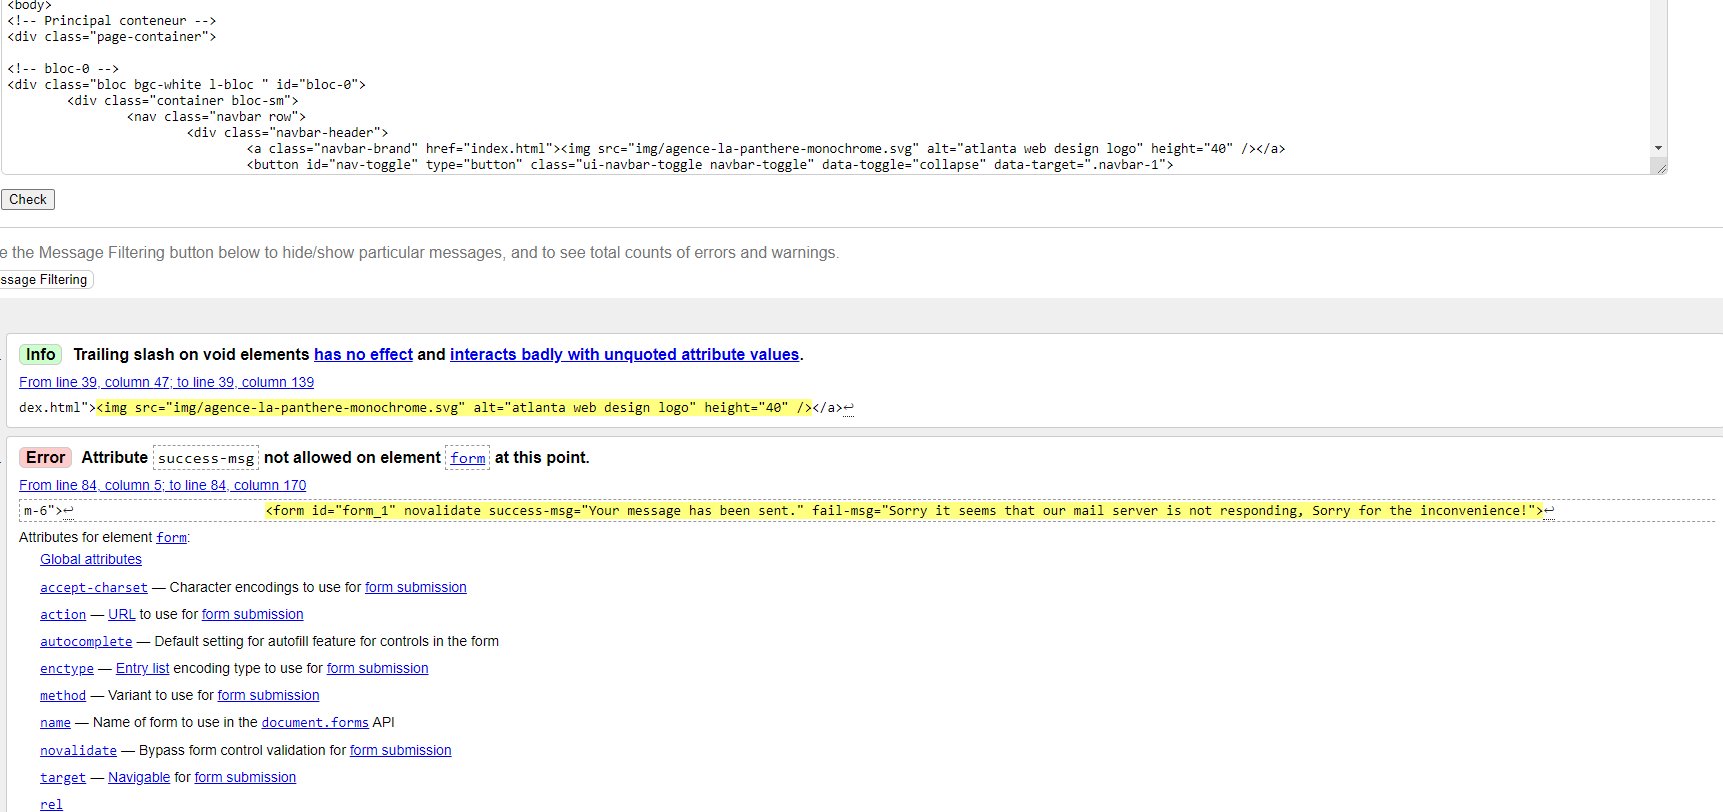 <body>
<!-- Principal conteneur -->
<div class="page-container">
<!-- bloc-0 -->
<div class="bloc bgc-white l-bloc " id="bloc-0">
<div class="container bloc-sm">
<nav class="navbar row">
<div class="navbar-header">
<a class="navbar-brand" href="index.html"><img src="img/agence-la-panthere-monochrome.svg" alt="atlanta web design logo" height="40" /></a>
<button id="nav-toggle" type="button" class="ui-navbar-toggle navbar-toggle" data-toggle="collapse" data-target=".navbar-1">
Check
e the Message Filtering button below to hide/show particular messages, and to see total counts of errors and warnings.
ssage Filtering
Info Trailing slash on void elements has no effect and interacts badly with unquoted attribute values.
From line 39, column 47; to line 39, column 139
dex.html"><img src="img/agence-la-panthere-monochrome.svg" alt="atlanta web design logo" height="40" /></a>↩
Error Attribute success-msg not allowed on element form at this point.
From line 84, column 5; to line 84, column 170
m-6">↩ <form id="form_1" novalidate success-msg="Your message has been sent." fail-msg="Sorry it seems that our mail server is not responding, Sorry for the inconvenience!">↩
Attributes for element form:
Global attributes
accept-charset — Character encodings to use for form submission
action — URL to use for form submission
autocomplete — Default setting for autofill feature for controls in the form
enctype — Entry list encoding type to use for form submission
method — Variant to use for form submission
name — Name of form to use in the document.forms API
novalidate — Bypass form control validation for form submission
target — Navigable for form submission
rel